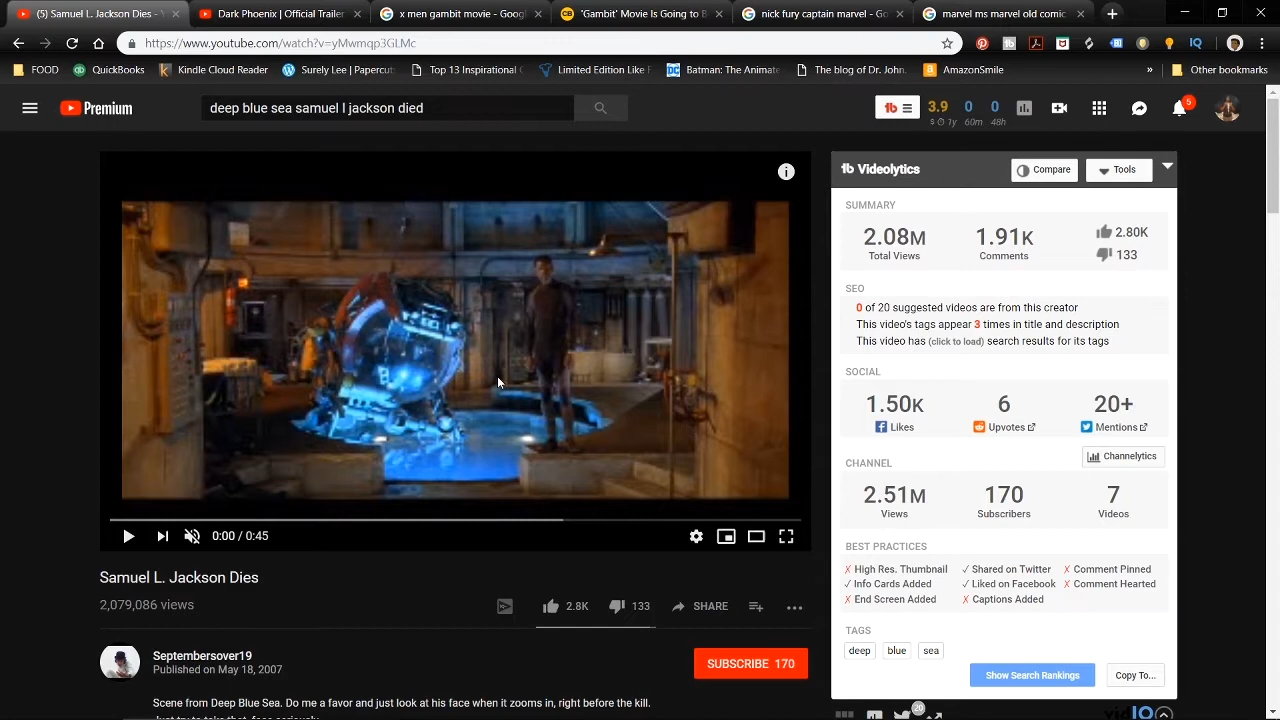 Samuel L. Jackson Dies -
Dark Phoenix | Official Trailer
x men gambit movie - Goog
'Gambit' Movie Is Going to B
nick fury captain marvel - Go
marvel ms marvel old comic
https://www.youtube.com/watch?v=yMwmqp3GLMc
FOOD
QuickBooks
Kindle Cloud Reader
Surely Lee | Papercut
Top 13 Inspirational
Limited Edition Like
Batman: The Animate
The blog of Dr. John
AmazonSmile
Other bookmarks
Premium
deep blue sea samuel l jackson died
3.9 0 0
1y 60m 48h
5
Videolytics
Compare
Tools
SUMMARY
2.08M 1.91K 2.80K
Total Views Comments 133
SEO
0 of 20 suggested videos are from this creator
This video's tags appear 3 times in title and description
This video has (click to load) search results for its tags
SOCIAL
1.50K 6 20+
Likes Upvotes Mentions
Channelytics
CHANNEL
2.51M 170 7
Views Subscribers Videos
BEST PRACTICES
✗ High Res. Thumbnail ✓ Shared on Twitter ✗ Comment Pinned
✓ Info Cards Added ✓ Liked on Facebook ✗ Comment Hearted
✗ End Screen Added ✗ Captions Added
TAGS
deep blue sea
Show Search Rankings
Copy To...
20
vidIQ
0:00 / 0:45
Samuel L. Jackson Dies
2,079,086 views
2.8K 133 SHARE
Septembersover19
Published on May 18, 2007
SUBSCRIBE 170
Scene from Deep Blue Sea. Do me a favor and just look at his face when it zooms in, right before the kill.
Just try to take that face seriously